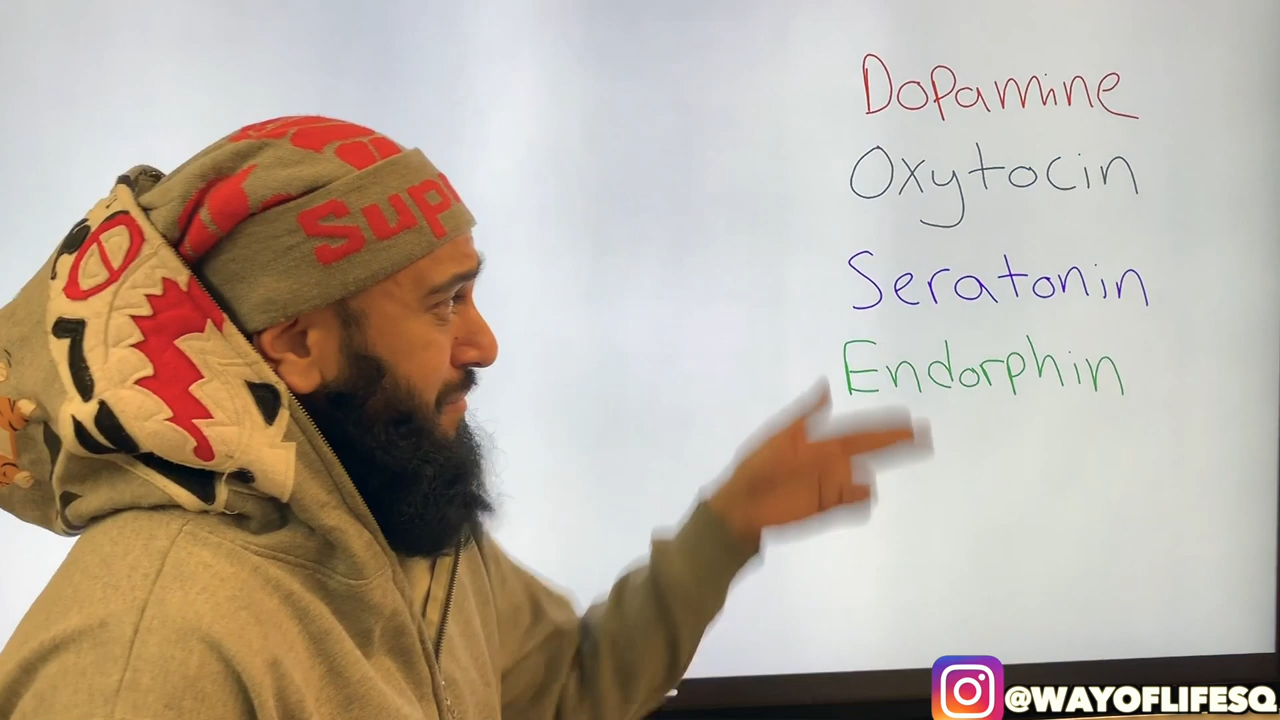 Dopamine
Oxytocin
Seratonin
Endorphin
Sup
@WAYOFLIFESQ